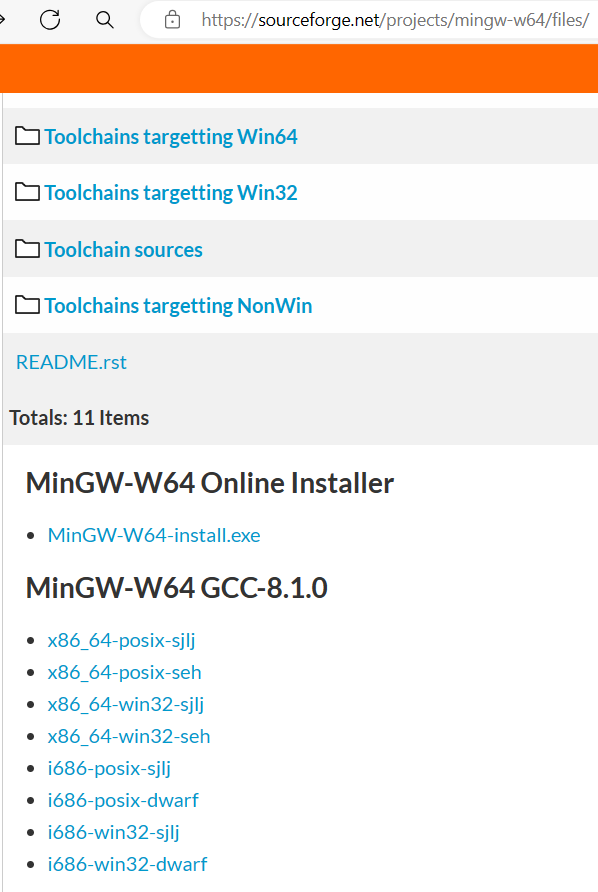 https://sourceforge.net/projects/mingw-w64/files/
Toolchains targetting Win64
Toolchains targetting Win32
Toolchain sources
Toolchains targetting NonWin
README.rst
Totals: 11 Items
MinGW-W64 Online Installer
• MinGW-W64-install.exe
MinGW-W64 GCC-8.1.0
• x86_64-posix-sjlj
• x86_64-posix-seh
• x86_64-win32-sjlj
• x86_64-win32-seh
• i686-posix-sjlj
• i686-posix-dwarf
• i686-win32-sjlj
• i686-win32-dwarf